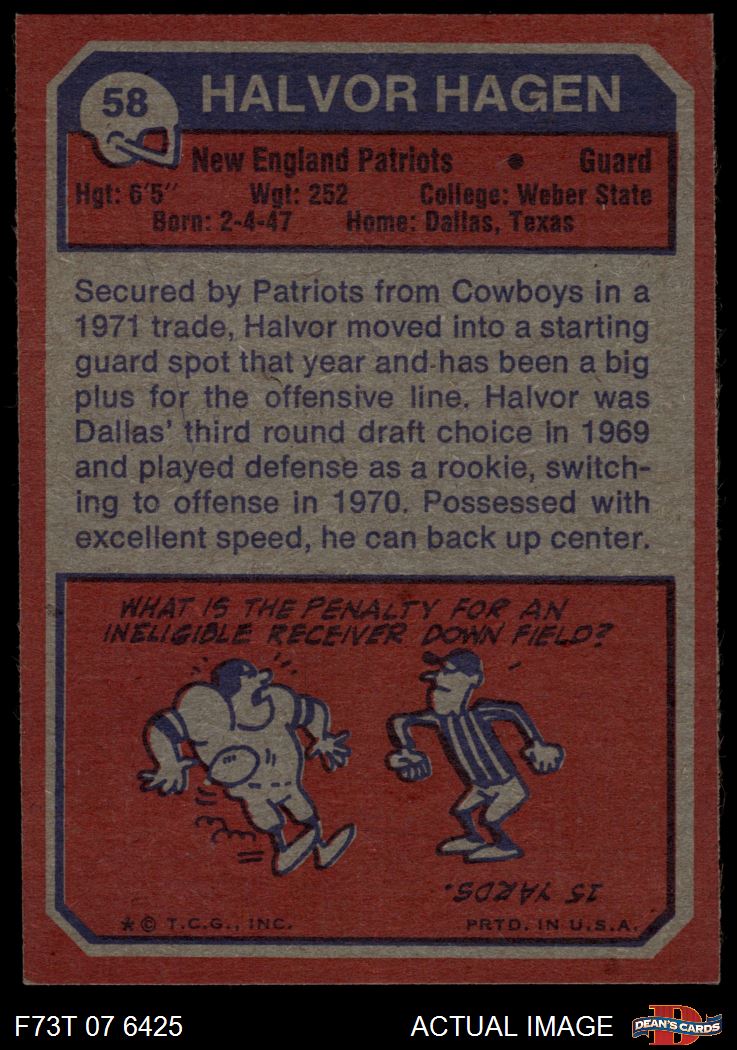 58
HALVOR HAGEN
New England Patriots • Guard
Hgt: 6'5" Wgt: 252 College: Weber State
Born: 2-4-47 Home: Dallas, Texas
Secured by Patriots from Cowboys in a
1971 trade, Halvor moved into a starting
guard spot that year and has been a big
plus for the offensive line. Halvor was
Dallas' third round draft choice in 1969
and played defense as a rookie, switch-
ing to offense in 1970. Possessed with
excellent speed, he can back up center.
WHAT IS THE PENALTY FOR AN
INELIGIBLE RECEIVER DOWN FIELD?
15 YARDS.
* © T.C.G., INC. PRTD. IN U.S.A.
F73T 07 6425 ACTUAL IMAGE DEAN'S CARDS